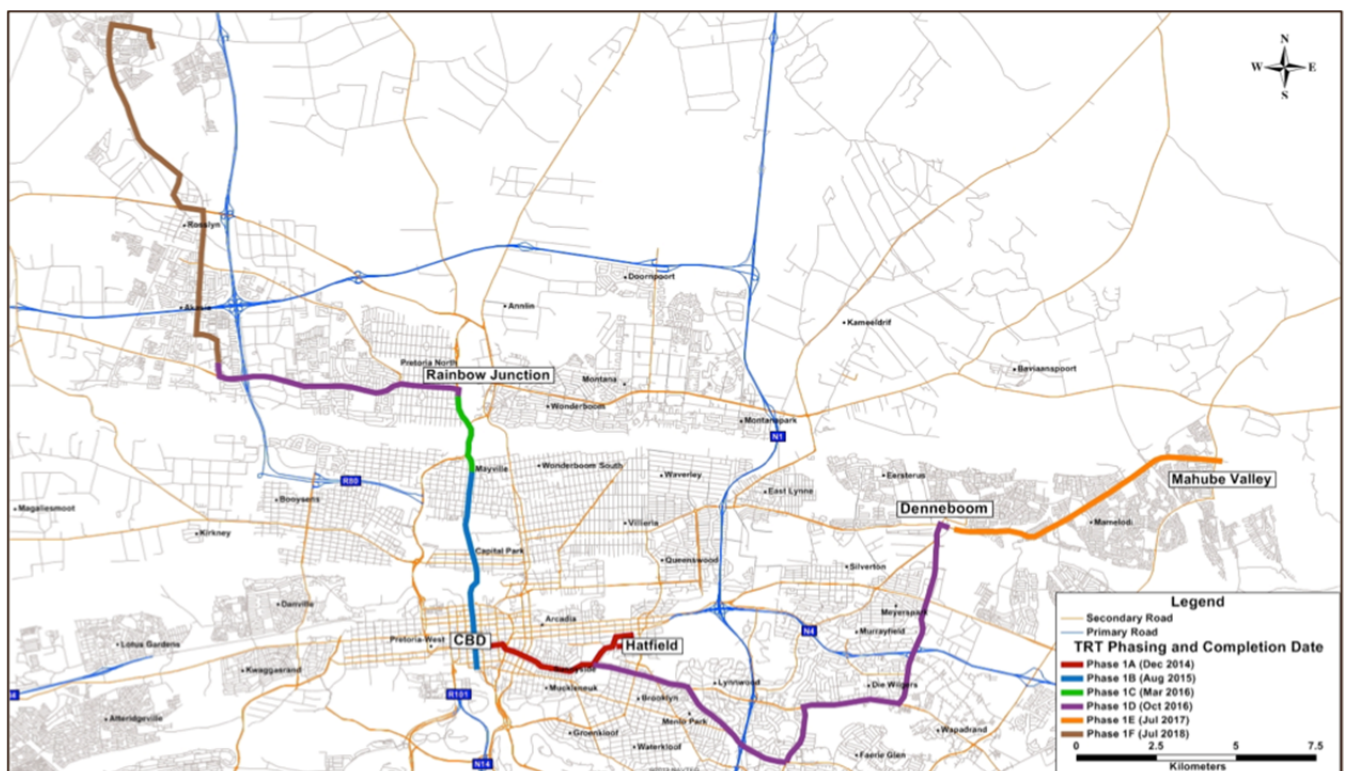 N
W E
S
Rosslyn
Doornpoort
Akasia
Annlin
Kameeldrif
Pretoria North
Baviaanspoort
Rainbow Junction
Montana
Wonderboom
Montanapark
N1
Mayville
Wonderboom South
Waverley
Eersterus
Mahube Valley
R80
East Lynne
Booysens
Magaliesmoot
Denneboom
Villieria
Mamelodi
Kirkney
Capital Park
Queenswood
Silverton
Danville
Meyerspark
Arcadia
N4
Murrayfield
Pretoria-West
CBD
Lotus Gardens
Hatfield
Kwaggasrand
Sunnyside
Lynnwood
Die Wilgers
Muckleneuk
R101
Brooklyn
Atteridgeville
Menlo Park
Groenkloof
Wapadrand
Waterkloof
Faerie Glen
N14
Legend
Secondary Road
Primary Road
TRT Phasing and Completion Date
Phase 1A (Dec 2014)
Phase 1B (Aug 2015)
Phase 1C (Mar 2016)
Phase 1D (Oct 2016)
Phase 1E (Jul 2017)
Phase 1F (Jul 2018)
0 2.5 5 7.5
Kilometers